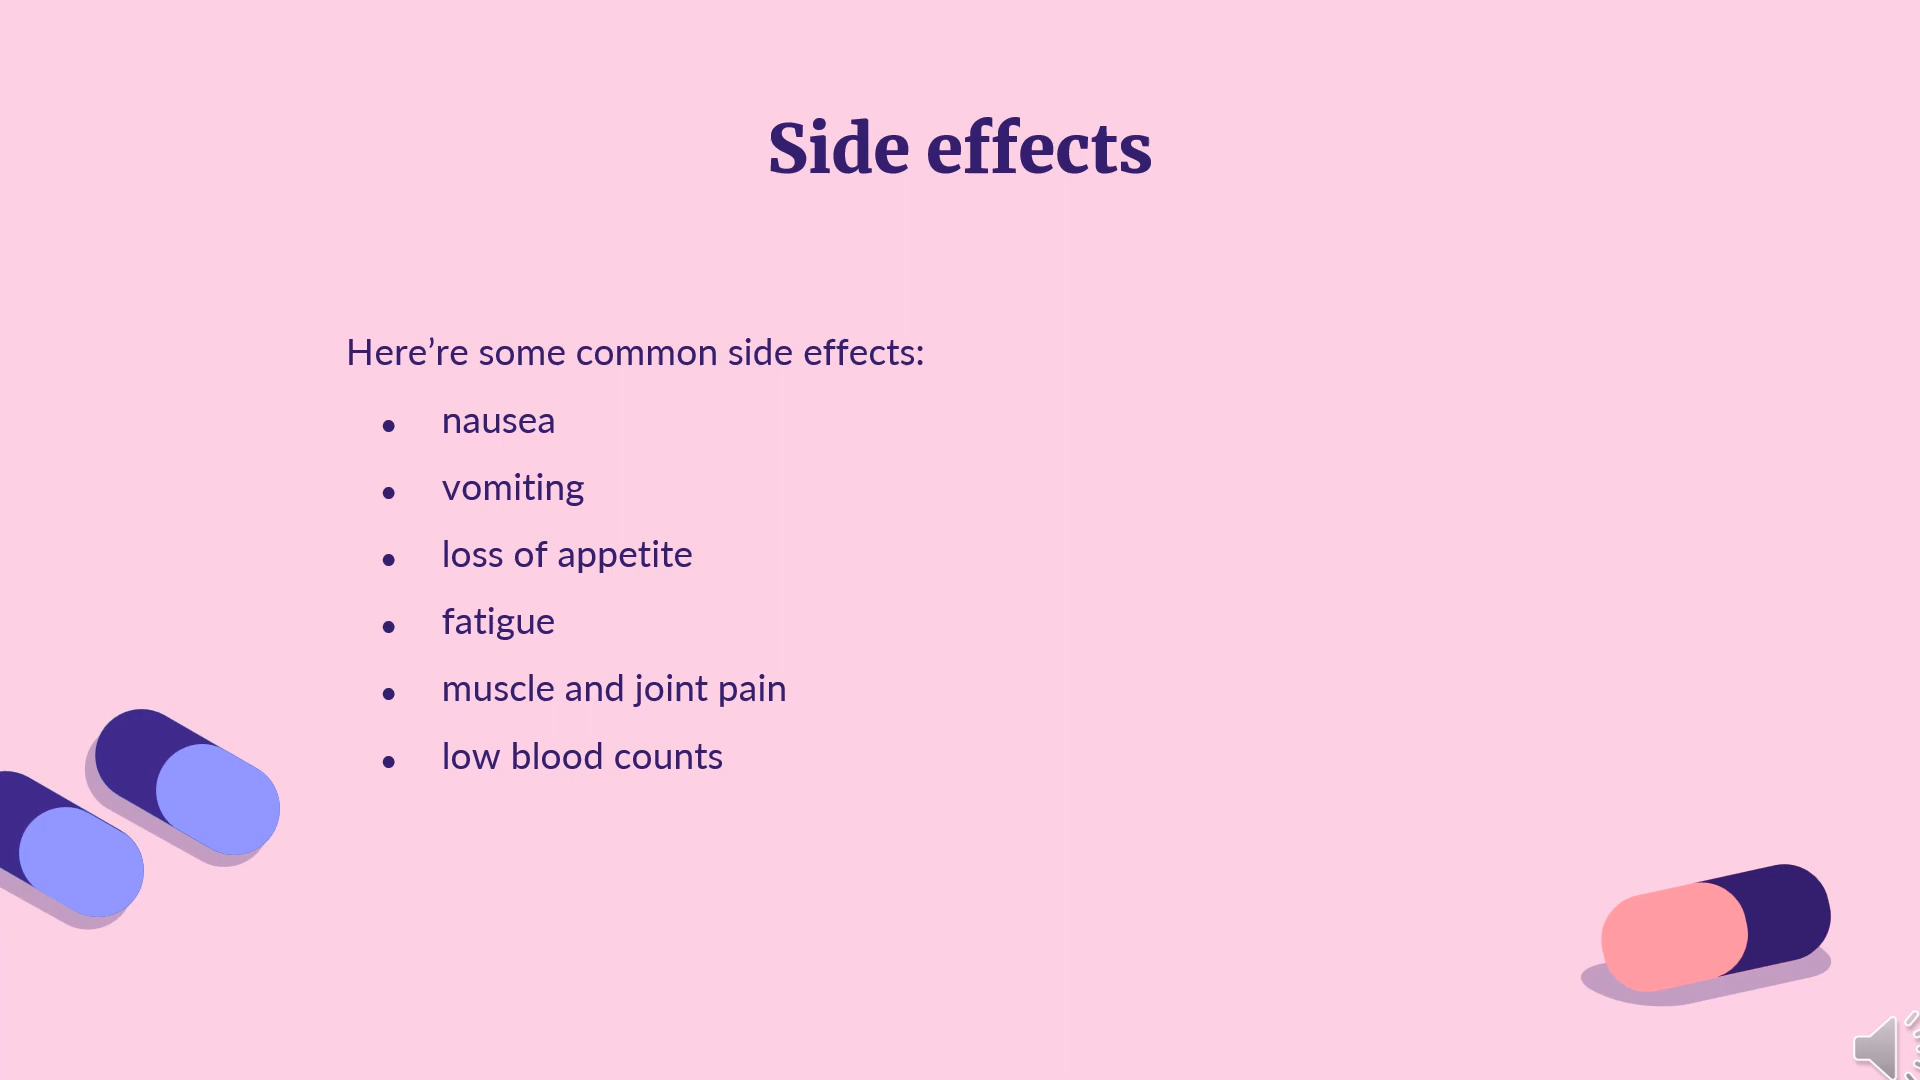 Side effects
Here’re some common side effects:
● nausea
● vomiting
● loss of appetite
● fatigue
● muscle and joint pain
● low blood counts